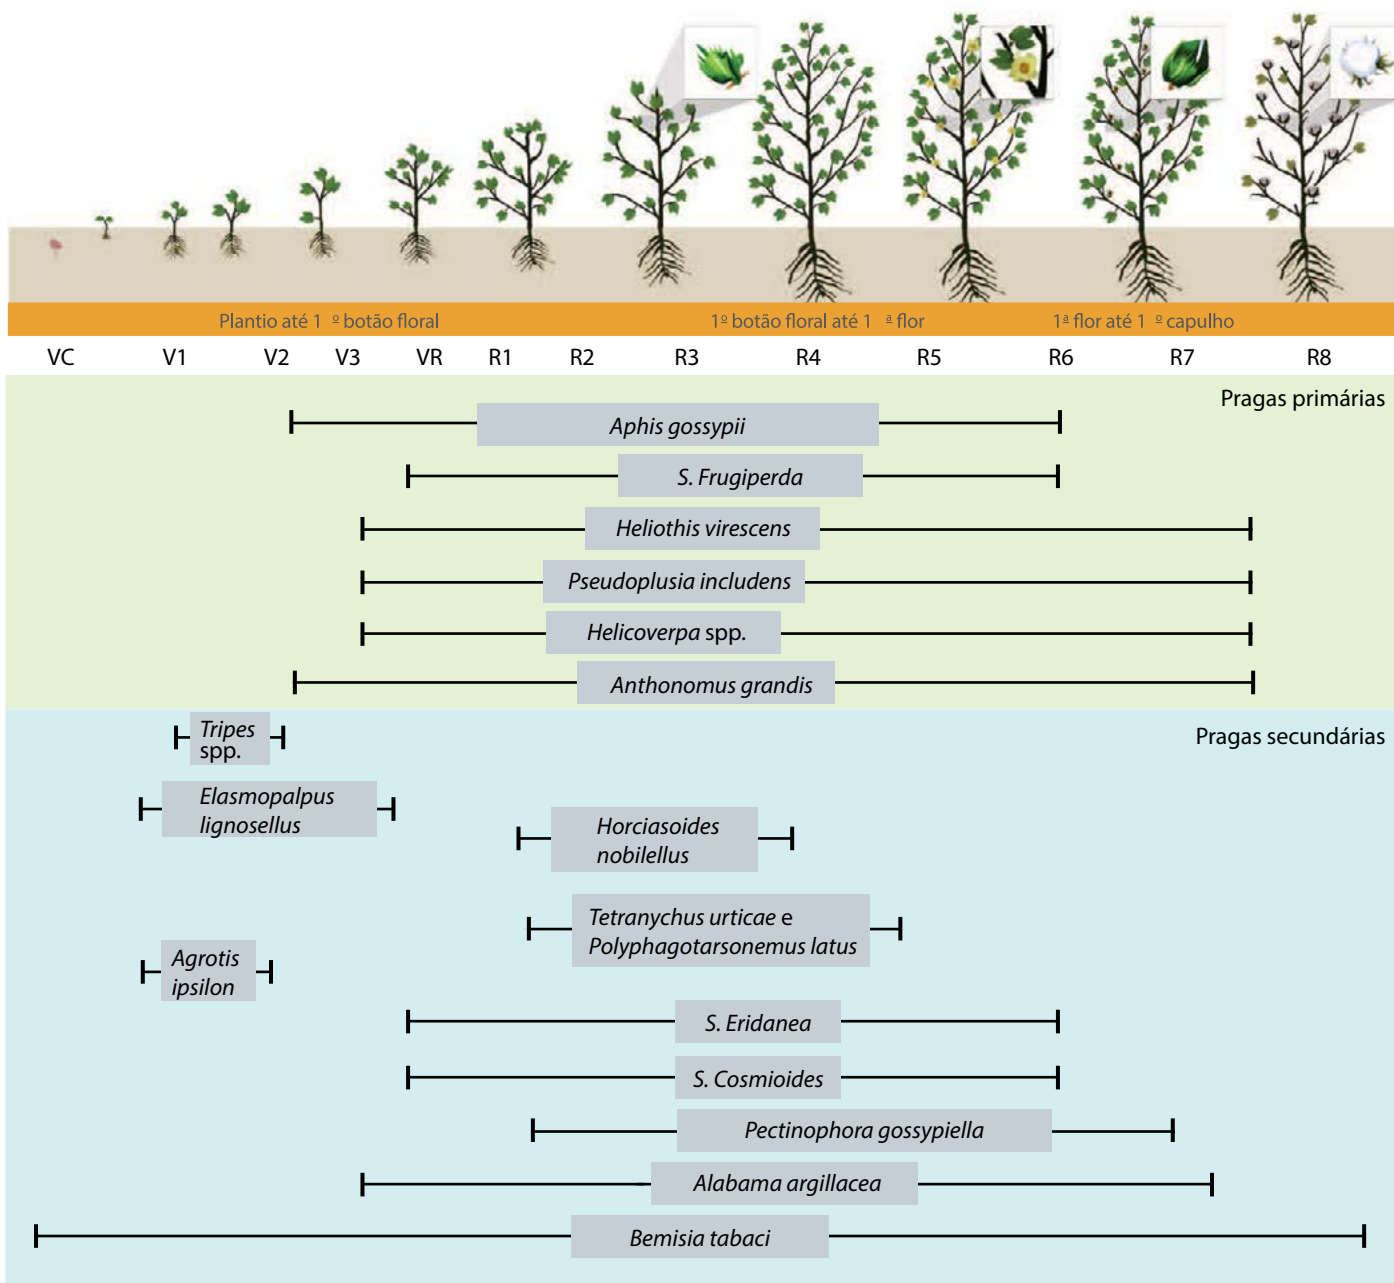 Plantio até 1 º botão floral
1º botão floral até 1 ª flor
1ª flor até 1 º capulho
VC V1 V2 V3 VR R1 R2 R3 R4 R5 R6 R7 R8
Pragas primárias
Aphis gossypii
S. Frugiperda
Heliothis virescens
Pseudoplusia includens
Helicoverpa spp.
Anthonomus grandis
Pragas secundárias
Tripes
spp.
Elasmopalpus
lignosellus
Horciasoides
nobilellus
Tetranychus urticae e
Polyphagotarsonemus latus
Agrotis
ipsilon
S. Eridanea
S. Cosmioides
Pectinophora gossypiella
Alabama argillacea
Bemisia tabaci